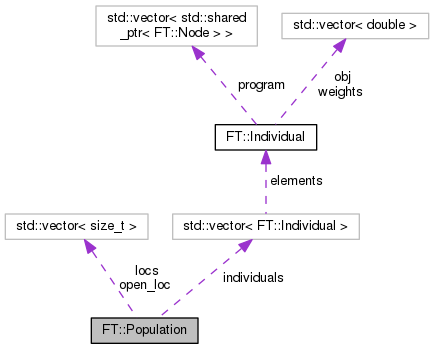 std::vector< std::shared
_ptr< FT::Node > >
std::vector< double >
program
obj
weights
FT::Individual
elements
std::vector< size_t >
std::vector< FT::Individual >
locs
open_loc
individuals
FT::Population